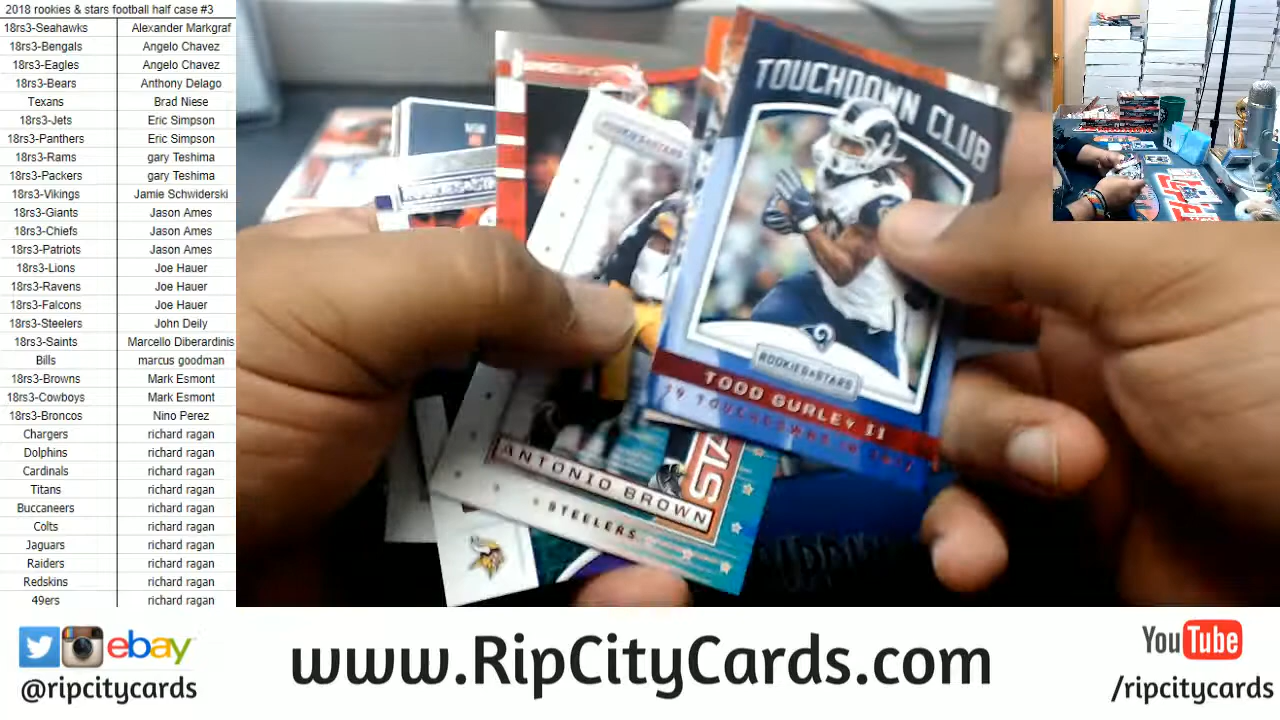 2018 rookies & stars football half case #3
18rs3-Seahawks Alexander Markgraf
18rs3-Bengals Angelo Chavez
18rs3-Eagles Angelo Chavez
18rs3-Bears Anthony Delago
Texans Brad Niese
18rs3-Jets Eric Simpson
18rs3-Panthers Eric Simpson
18rs3-Rams gary Teshima
18rs3-Packers gary Teshima
18rs3-Vikings Jamie Schwiderski
18rs3-Giants Jason Ames
18rs3-Chiefs Jason Ames
18rs3-Patriots Jason Ames
18rs3-Lions Joe Hauer
18rs3-Ravens Joe Hauer
18rs3-Falcons Joe Hauer
18rs3-Steelers John Deily
18rs3-Saints Marcello Diberardinis
Bills marcus goodman
18rs3-Browns Mark Esmont
18rs3-Cowboys Mark Esmont
18rs3-Broncos Nino Perez
Chargers richard ragan
Dolphins richard ragan
Cardinals richard ragan
Titans richard ragan
Buccaneers richard ragan
Colts richard ragan
Jaguars richard ragan
Raiders richard ragan
Redskins richard ragan
49ers richard ragan
TOUCHDOWN CLUB
ROOKIES & STARS
TODD GURLEY II
ROOKIES & STARS
STA
ANTONIO BROWN
STEELERS
ebay
@ripcitycards
www.RipCityCards.com
YouTube
/ripcitycards